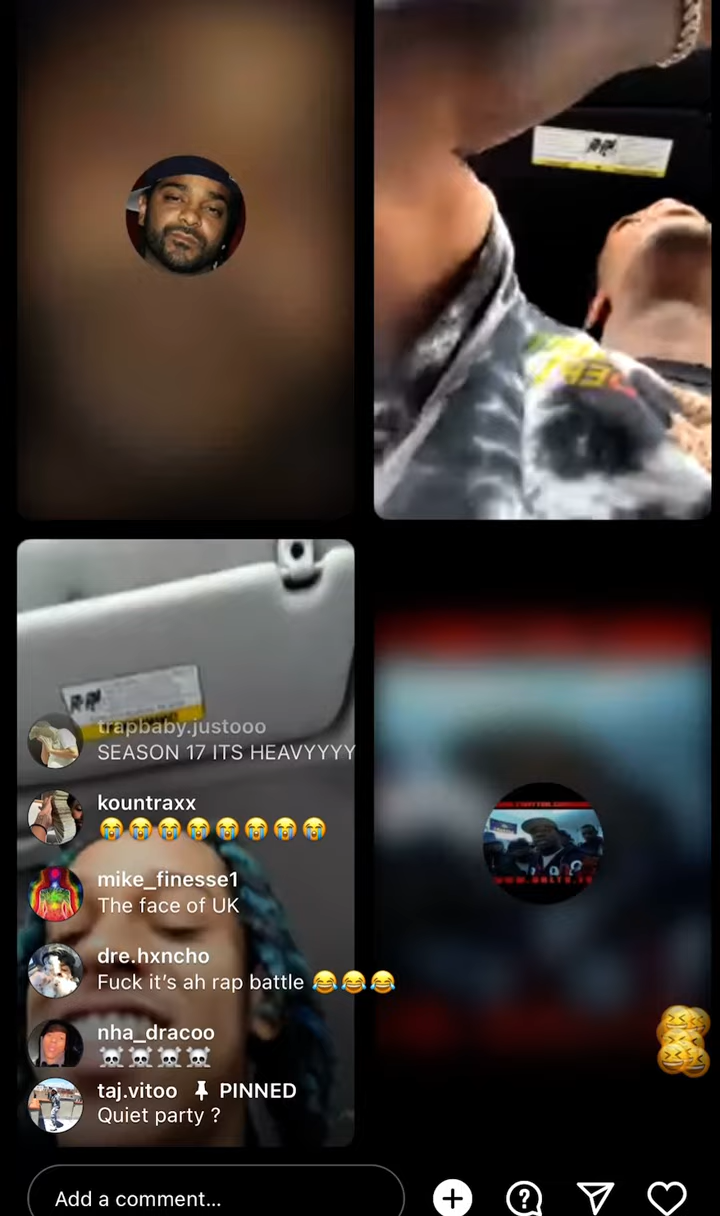 trapbaby.justooo
SEASON 17 ITS HEAVYYYY
kountraxx
😭😭😭😭😭😭😭😭
mike_finesse1
The face of UK
dre.hxncho
Fuck it’s ah rap battle 😂😂😂
nha_dracoo
☠️☠️☠️☠️
taj.vitoo 📌 PINNED
Quiet party ?
Add a comment...